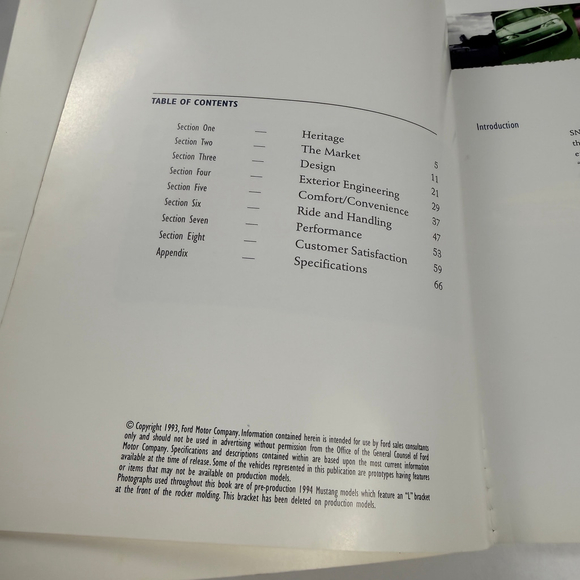 TABLE OF CONTENTS
Section One — Heritage 5
Section Two — The Market 11
Section Three — Design 21
Section Four — Exterior Engineering 29
Section Five — Comfort/Convenience 37
Section Six — Ride and Handling 47
Section Seven — Performance 53
Section Eight — Customer Satisfaction 59
Appendix — Specifications 66
© Copyright 1993, Ford Motor Company. Information contained herein is intended for use by Ford sales consultants
only and should not be used in advertising without permission from the Office of the General Counsel of Ford
Motor Company. Specifications and descriptions contained within are based upon the most current information
available at the time of release. Some of the vehicles represented in this publication are prototypes having features
or items that may not be available on production models.
Photographs used throughout this book are of pre-production 1994 Mustang models which feature an "L" bracket
at the front of the rocker molding. This bracket has been deleted on production models.
Introduction
SN